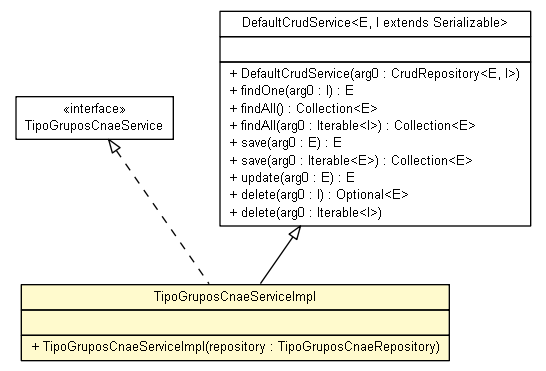 DefaultCrudService<E, I extends Serializable>
+ DefaultCrudService(arg0 : CrudRepository<E, I>)
+ findOne(arg0 : I) : E
+ findAll() : Collection<E>
+ findAll(arg0 : Iterable<I>) : Collection<E>
+ save(arg0 : E) : E
+ save(arg0 : Iterable<E>) : Collection<E>
+ update(arg0 : E) : E
+ delete(arg0 : I) : Optional<E>
+ delete(arg0 : Iterable<I>)
«interface»
TipoGruposCnaeService
TipoGruposCnaeServiceImpl
+ TipoGruposCnaeServiceImpl(repository : TipoGruposCnaeRepository)